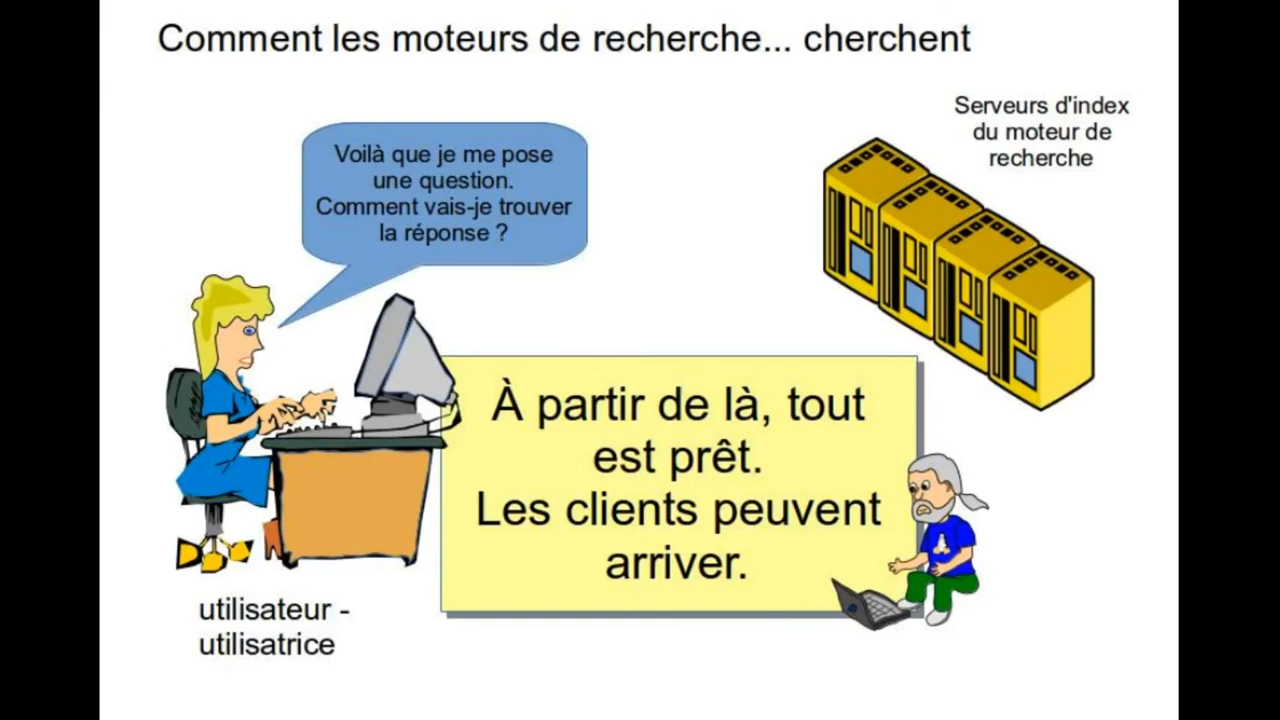 Comment les moteurs de recherche... cherchent
Serveurs d'index
du moteur de
recherche
Voilà que je me pose
une question.
Comment vais-je trouver
la réponse ?
À partir de là, tout
est prêt.
Les clients peuvent
arriver.
utilisateur -
utilisatrice